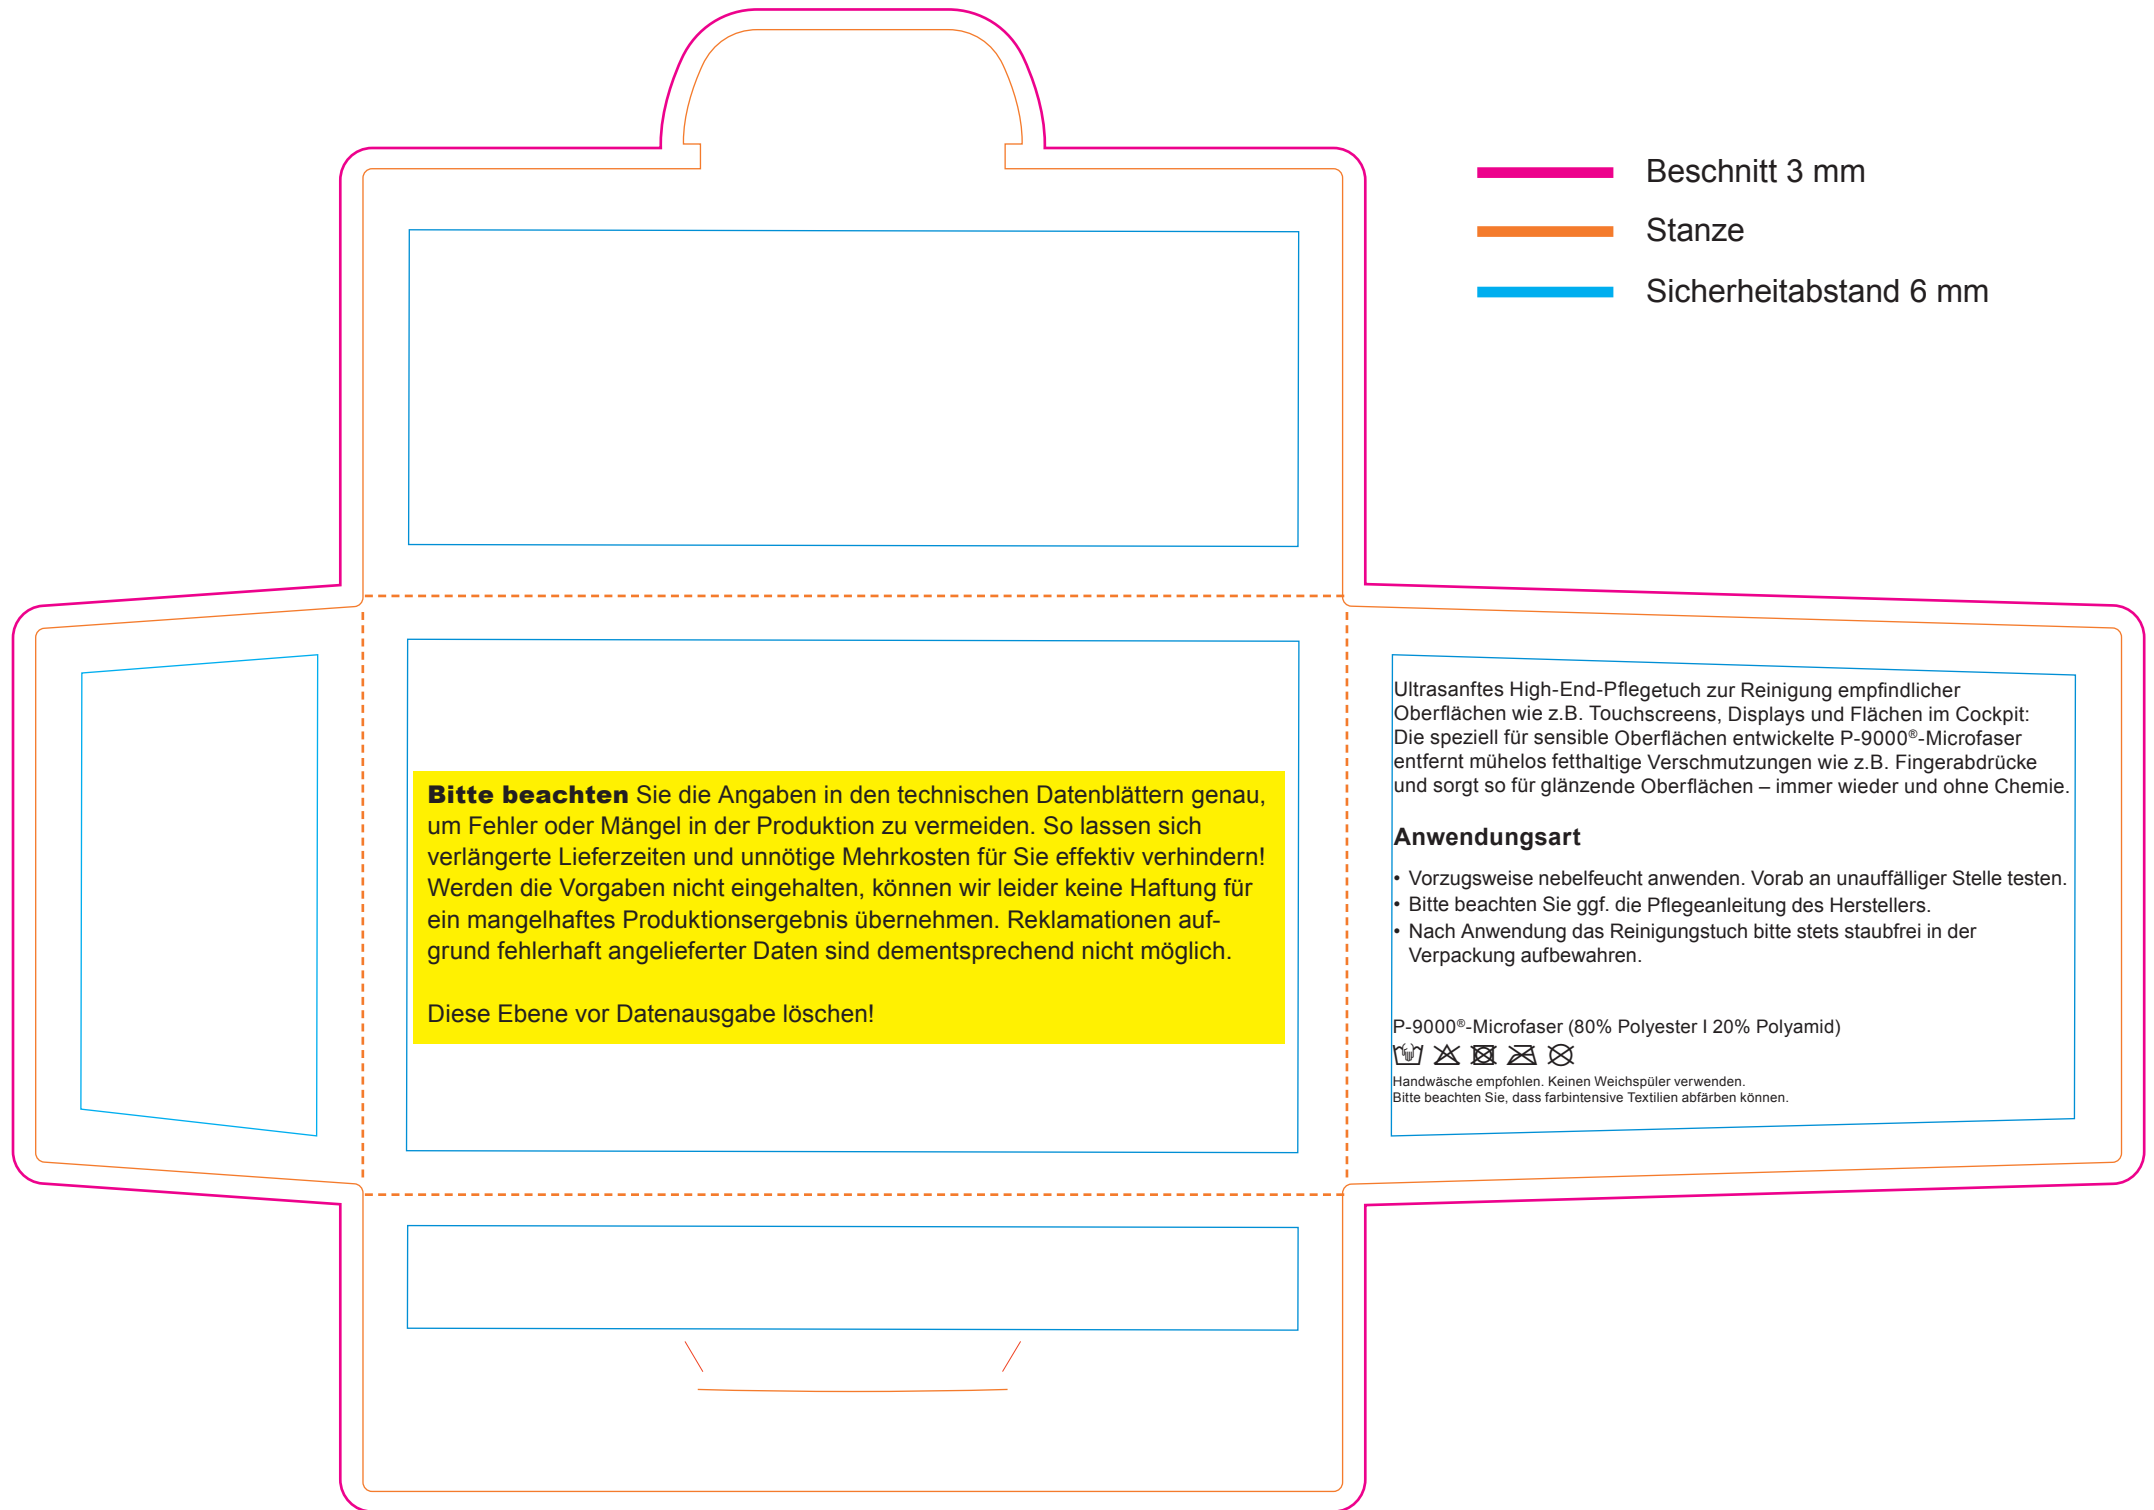 Beschnitt 3 mm
Stanze
Sicherheitabstand 6 mm
Bitte beachten Sie die Angaben in den technischen Datenblättern genau,
um Fehler oder Mängel in der Produktion zu vermeiden. So lassen sich
verlängerte Lieferzeiten und unnötige Mehrkosten für Sie effektiv verhindern!
Werden die Vorgaben nicht eingehalten, können wir leider keine Haftung für
ein mangelhaftes Produktionsergebnis übernehmen. Reklamationen auf-
grund fehlerhaft angelieferter Daten sind dementsprechend nicht möglich.
Diese Ebene vor Datenausgabe löschen!
Ultrasanftes High-End-Pflegetuch zur Reinigung empfindlicher
Oberflächen wie z.B. Touchscreens, Displays und Flächen im Cockpit:
Die speziell für sensible Oberflächen entwickelte P-9000®-Microfaser
entfernt mühelos fetthaltige Verschmutzungen wie z.B. Fingerabdrücke
und sorgt so für glänzende Oberflächen – immer wieder und ohne Chemie.
Anwendungsart
• Vorzugsweise nebelfeucht anwenden. Vorab an unauffälliger Stelle testen.
• Bitte beachten Sie ggf. die Pflegeanleitung des Herstellers.
• Nach Anwendung das Reinigungstuch bitte stets staubfrei in der
Verpackung aufbewahren.
P-9000®-Microfaser (80% Polyester I 20% Polyamid)
Handwäsche empfohlen. Keinen Weichspüler verwenden.
Bitte beachten Sie, dass farbintensive Textilien abfärben können.